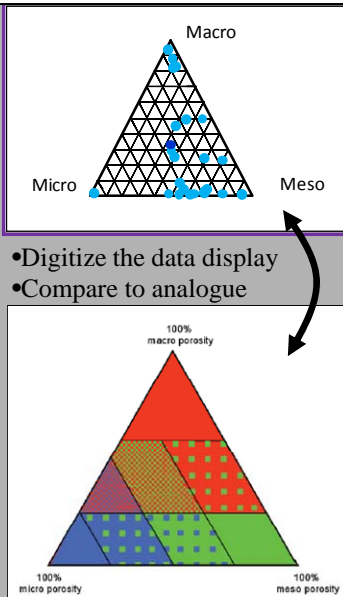 Macro
Micro
Meso
•Digitize the data display
•Compare to analogue
100%
macro porosity
100%
micro porosity
100%
meso porosity